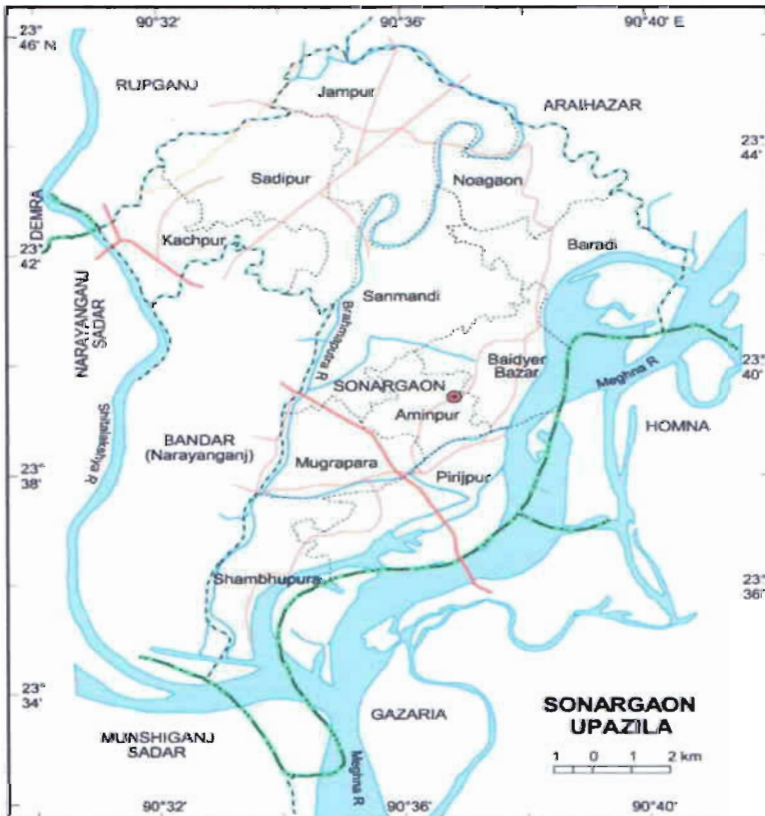 90°32'
90°36'
90°40' E
23°
46' N
RUPGANJ
Jampur
ARAIHAZAR
23°
44'
Sadipur
Noagaon
DEMRA
Kachpur
23°
42'
Baradi
NARAYANGANJ
SADAR
Sanmandi
Brahmaputra R
Baidyer
Bazar
Meghna R
23°
40'
SONARGAON
Aminpur
HOMNA
Shitalakshya R
BANDAR
(Narayanganj)
23°
38'
Mugrapara
Pirijpur
Shambhupura
23°
36'
23°
34'
GAZARIA
SONARGAON
UPAZILA
MUNSHIGANJ
SADAR
1 0 1 2 km
Meghna R
90°32'
90°36'
90°40'